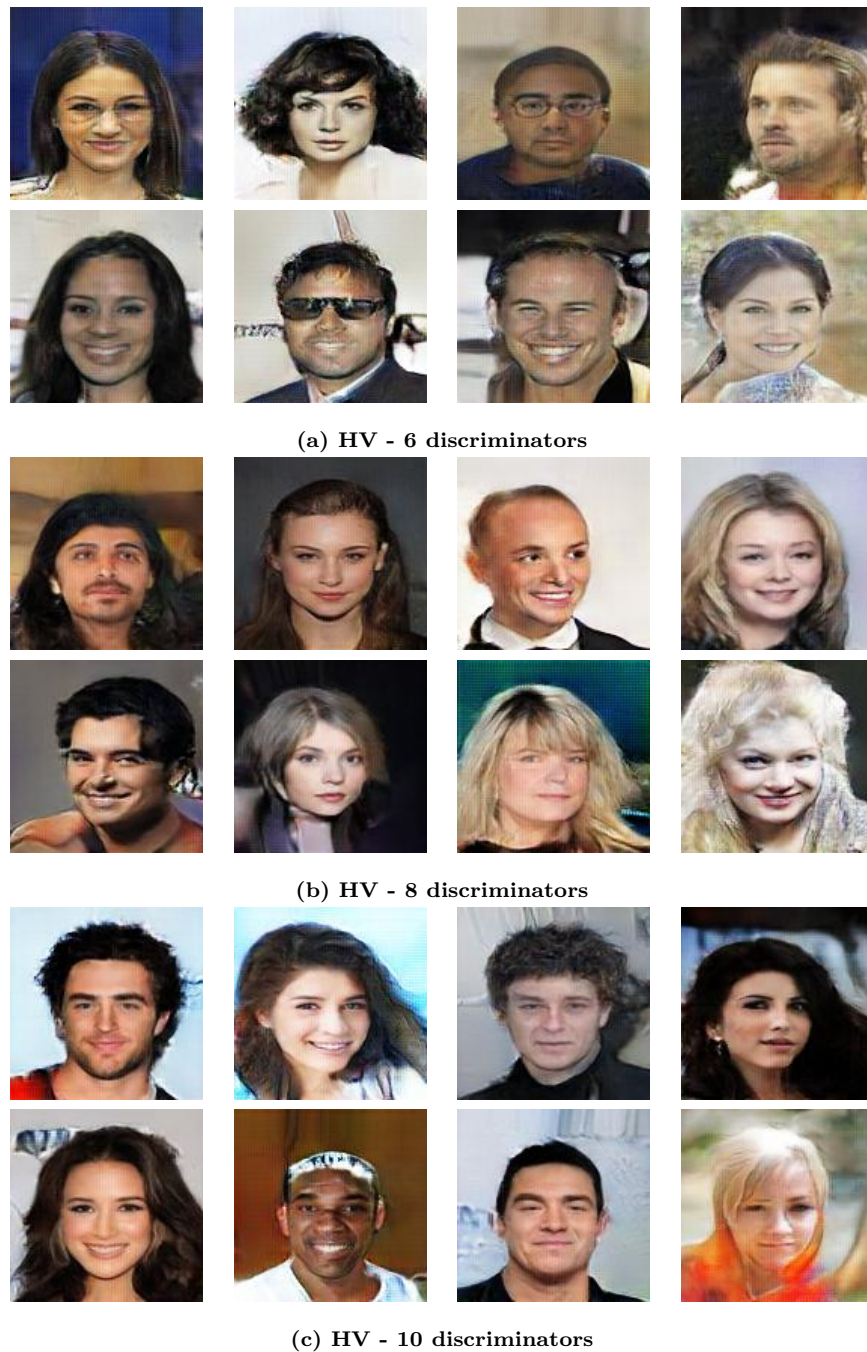 (a) HV - 6 discriminators
(b) HV - 8 discriminators
(c) HV - 10 discriminators